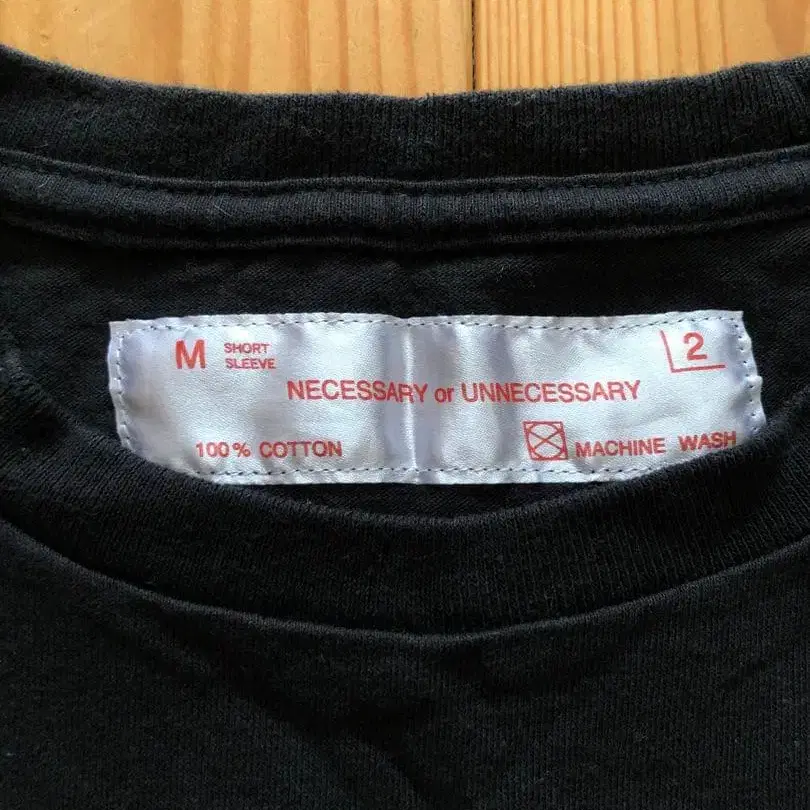 M SHORT SLEEVE 2
NECESSARY or UNNECESSARY
100% COTTON MACHINE WASH